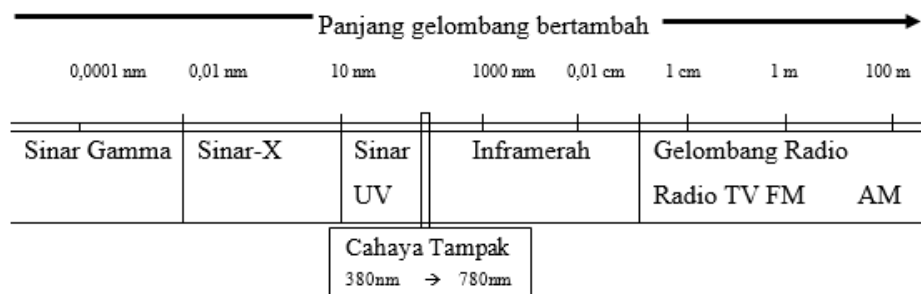 Panjang gelombang bertambah
0,0001 nm 0,01 nm 10 nm 1000 nm 0,01 cm 1 cm 1 m 100 m
Sinar Gamma Sinar-X Sinar Inframerah Gelombang Radio
UV Radio TV FM AM
Cahaya Tampak
380nm → 780nm